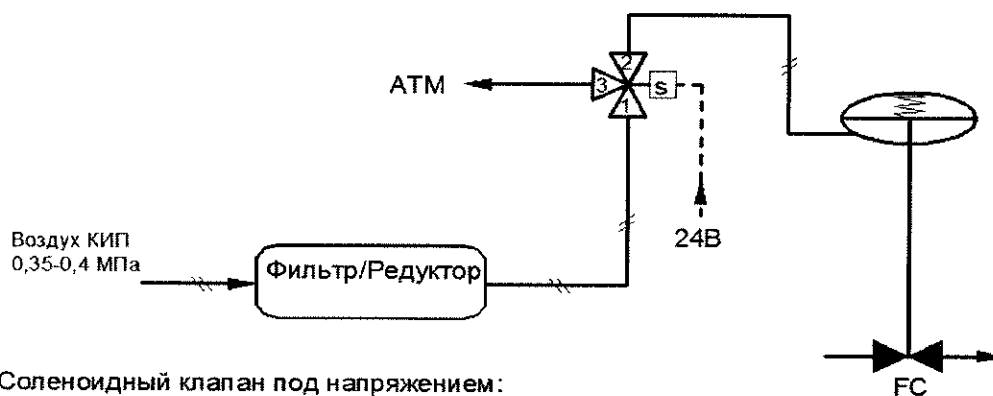 2
АТМ
3
S
1
24В
Воздух КИП
0,35-0,4 МПа
Фильтр/Редуктор
FC
Соленоидный клапан под напряжением: